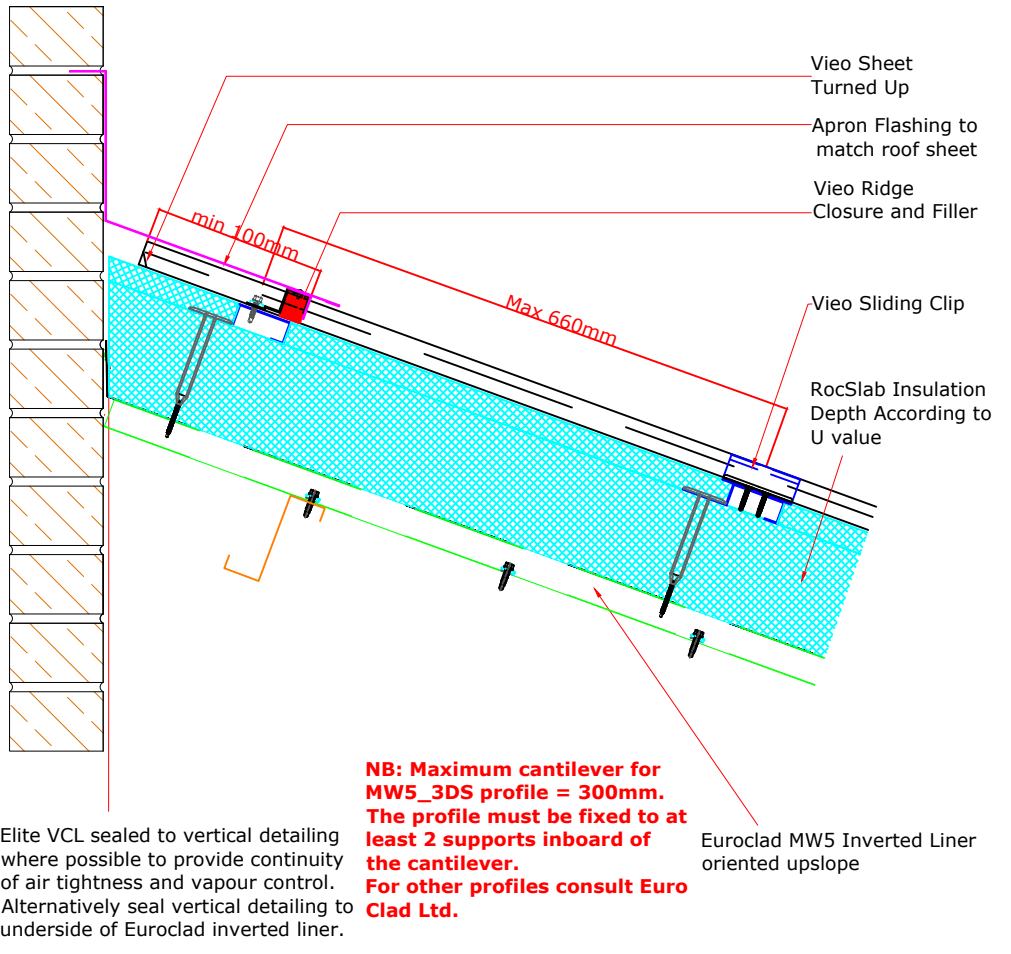 Vieo Sheet
Turned Up
Apron Flashing to
match roof sheet
Vieo Ridge
Closure and Filler
min 100mm
Max 660mm
Vieo Sliding Clip
RocSlab Insulation
Depth According to
U value
NB: Maximum cantilever for
MW5_3DS profile = 300mm.
The profile must be fixed to at
least 2 supports inboard of
the cantilever.
For other profiles consult Euro
Clad Ltd.
Elite VCL sealed to vertical detailing
where possible to provide continuity
of air tightness and vapour control.
Alternatively seal vertical detailing to
underside of Euroclad inverted liner.
Euroclad MW5 Inverted Liner
oriented upslope